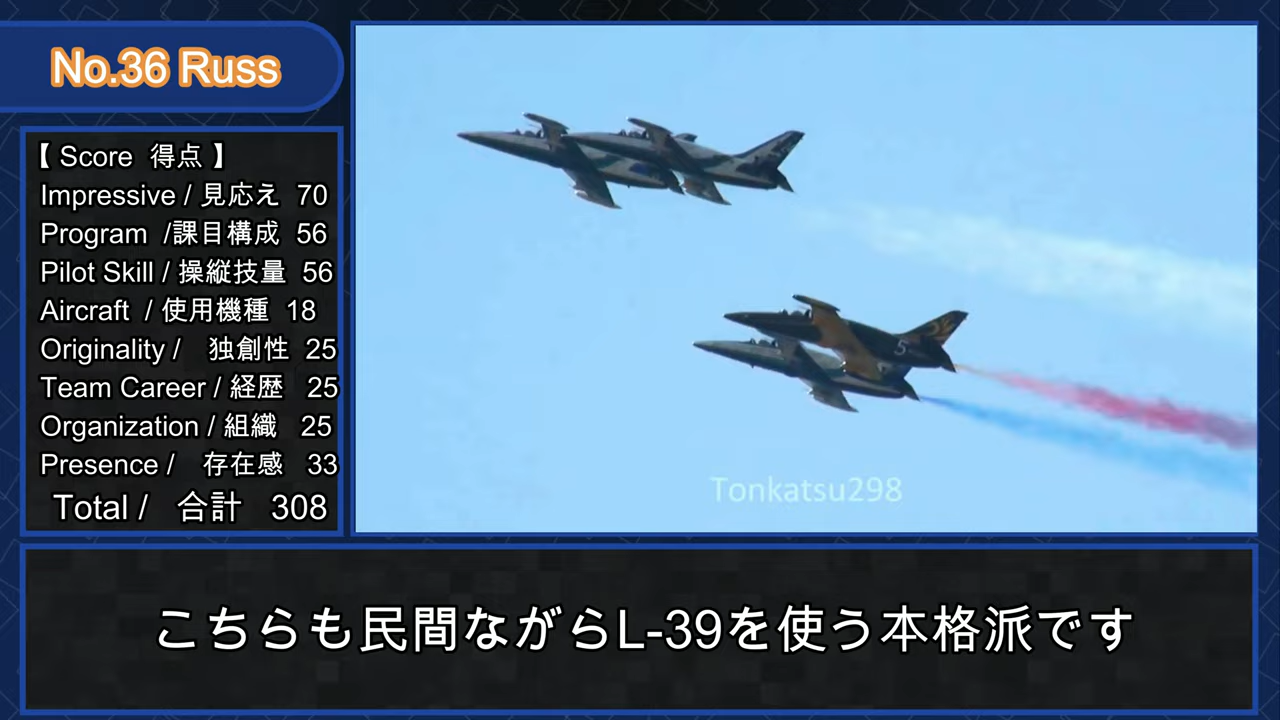 No.36 Russ
【 Score 得点 】
Impressive / 見応え 70
Program /課目構成 56
Pilot Skill / 操縦技量 56
Aircraft / 使用機種 18
Originality / 独創性 25
Team Career / 経歴 25
Organization / 組織 25
Presence / 存在感 33
Total / 合計 308
5
Tonkatsu298
こちらも民間ながらL-39を使う本格派です